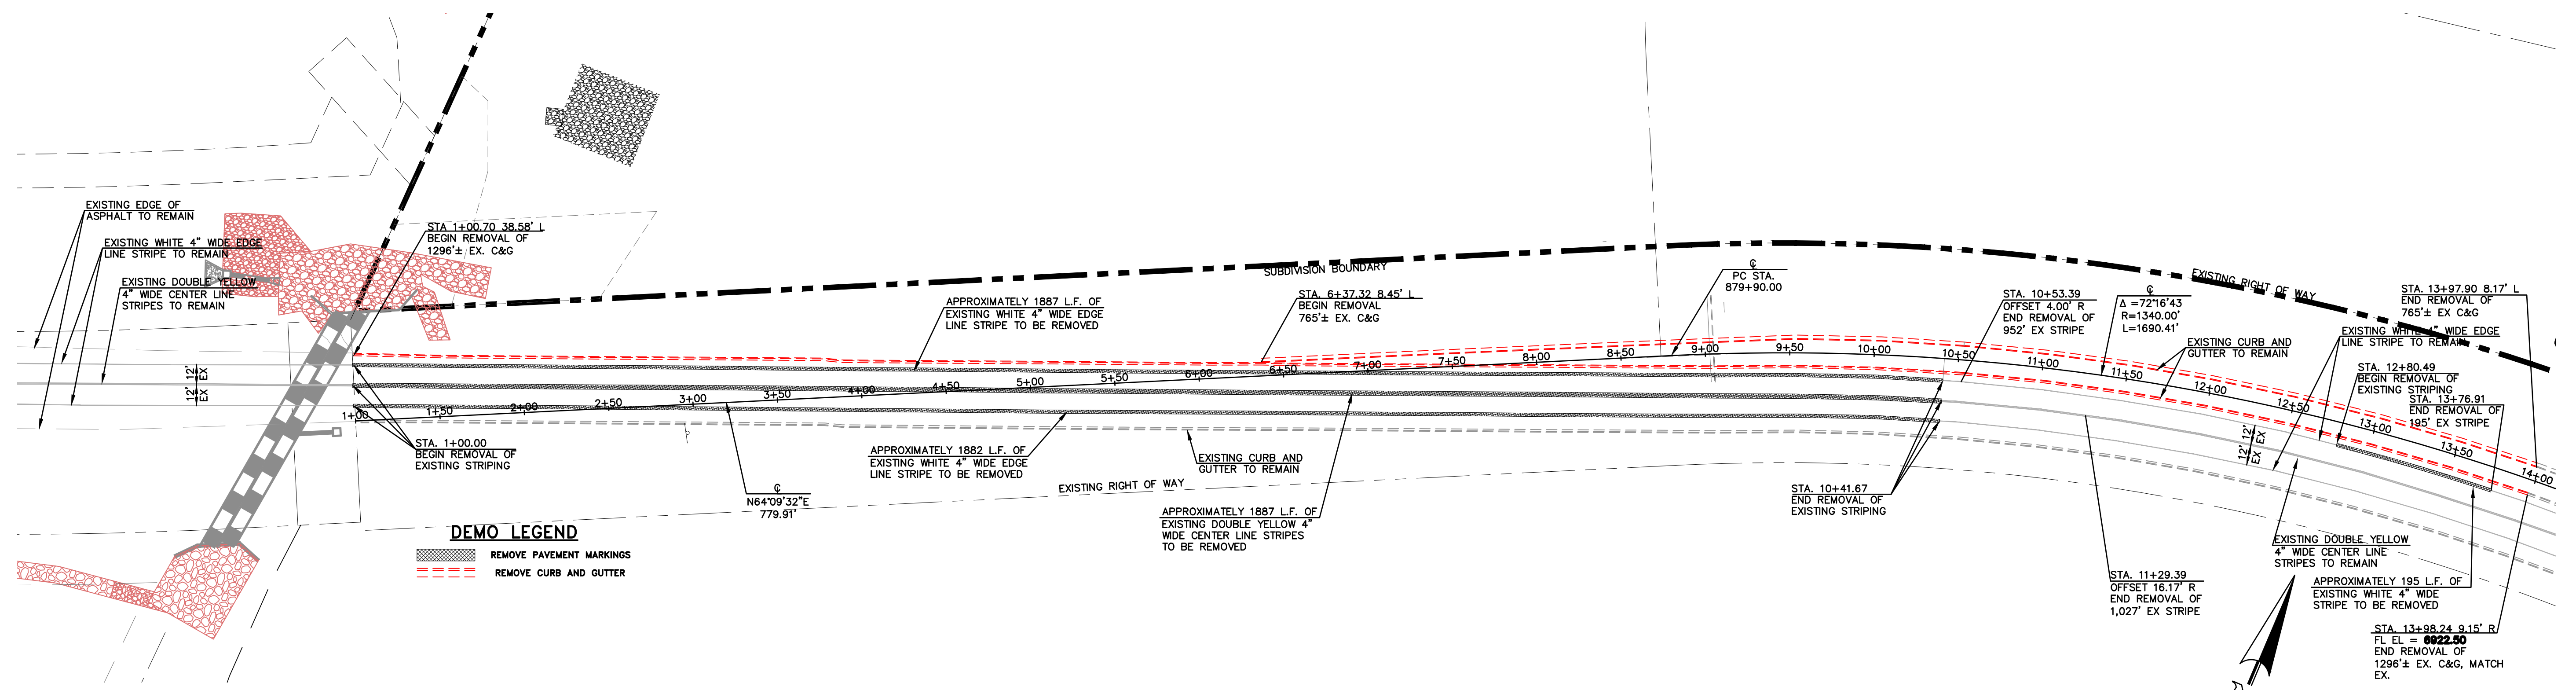 EXISTING EDGE OF
ASPHALT TO REMAIN
EXISTING WHITE 4" WIDE EDGE
LINE STRIPE TO REMAIN
EXISTING DOUBLE YELLOW
4" WIDE CENTER LINE
STRIPES TO REMAIN
12' 12'
EX EX
STA 1+00.70 38.58' L
BEGIN REMOVAL OF
1296'± EX. C&G
STA. 1+00.00
BEGIN REMOVAL OF
EXISTING STRIPING
APPROXIMATELY 1887 L.F. OF
EXISTING WHITE 4" WIDE EDGE
LINE STRIPE TO BE REMOVED
SUBDIVISION BOUNDARY
STA. 6+37.32 8.45' L
BEGIN REMOVAL
765'± EX. C&G
℄
PC STA.
879+90.00
1+00
1+50
2+00
2+50
3+00
3+50
4+00
4+50
5+00
5+50
6+00
6+50
7+00
7+50
8+00
8+50
9+00
9+50
10+00
10+50
11+00
11+50
12+00
12+50
13+00
13+50
14+00
APPROXIMATELY 1882 L.F. OF
EXISTING WHITE 4" WIDE EDGE
LINE STRIPE TO BE REMOVED
℄
N64°09'32"E
779.91'
EXISTING CURB AND
GUTTER TO REMAIN
EXISTING RIGHT OF WAY
APPROXIMATELY 1887 L.F. OF
EXISTING DOUBLE YELLOW 4"
WIDE CENTER LINE STRIPES
TO BE REMOVED
STA. 10+41.67
END REMOVAL OF
EXISTING STRIPING
STA. 10+53.39
OFFSET 4.00' R
END REMOVAL OF
952' EX STRIPE
℄
Δ =72°16'43
R=1340.00'
L=1690.41'
EXISTING RIGHT OF WAY
EXISTING CURB AND
GUTTER TO REMAIN
STA. 13+97.90 8.17' L
END REMOVAL OF
765'± EX C&G
EXISTING WHITE 4" WIDE EDGE
LINE STRIPE TO REMAIN
STA. 12+80.49
BEGIN REMOVAL OF
EXISTING STRIPING
STA. 13+76.91
END REMOVAL OF
195' EX STRIPE
12' 12'
EX EX
EXISTING DOUBLE YELLOW
4" WIDE CENTER LINE
STRIPES TO REMAIN
STA. 11+29.39
OFFSET 16.17' R
END REMOVAL OF
1,027' EX STRIPE
APPROXIMATELY 195 L.F. OF
EXISTING WHITE 4" WIDE
STRIPE TO BE REMOVED
STA. 13+98.24 9.15' R
FL EL = 6922.50
END REMOVAL OF
1296'± EX. C&G, MATCH
EX.
DEMO LEGEND
REMOVE PAVEMENT MARKINGS
REMOVE CURB AND GUTTER